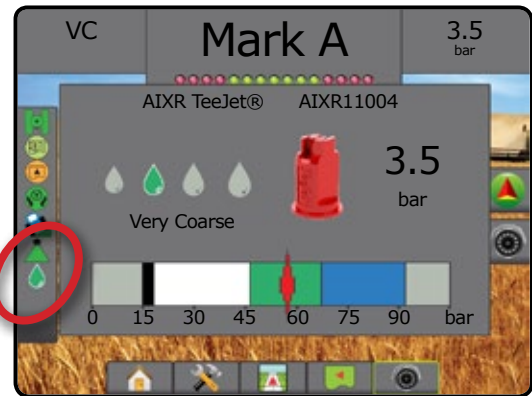 VC Mark A 3.5
bar
AIXR TeeJet® AIXR11004
3.5
bar
Very Coarse
0 15 30 45 60 75 90 bar